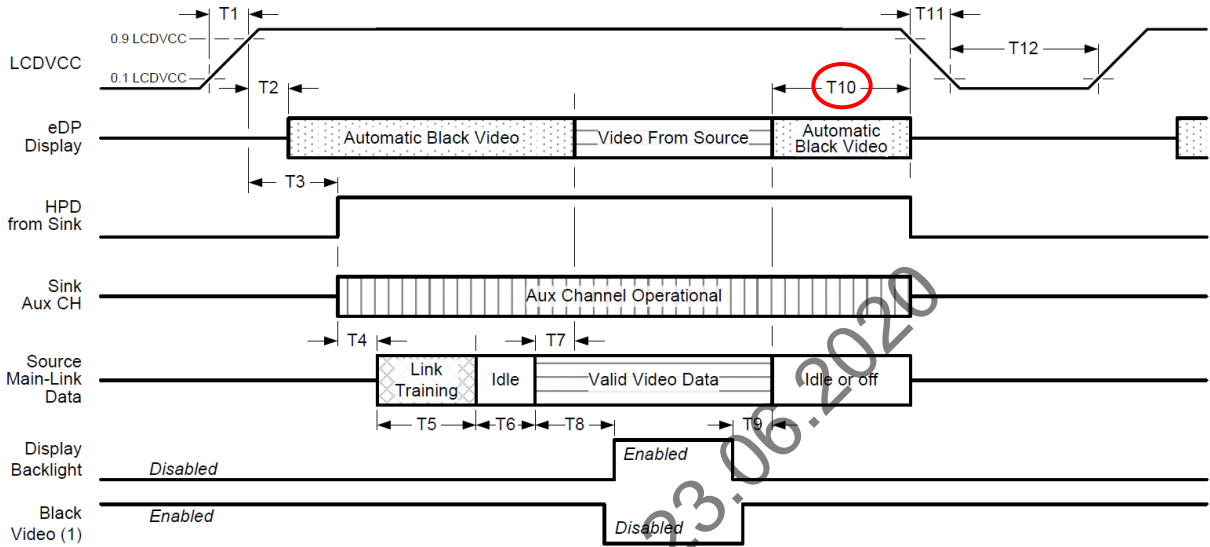 T1
T11
0.9 LCDVCC
T12
LCDVCC
0.1 LCDVCC
T2
T10
eDP
Display
Automatic Black Video
Video From Source
Automatic
Black Video
T3
HPD
from Sink
Sink
Aux CH
Aux Channel Operational
T4
T7
Source
Main-Link
Data
Link
Training
Idle
Valid Video Data
Idle or off
T5
T6
T8
T9
Display
Backlight
Disabled
Enabled
Black
Video (1)
Enabled
Disabled
23.06.2020